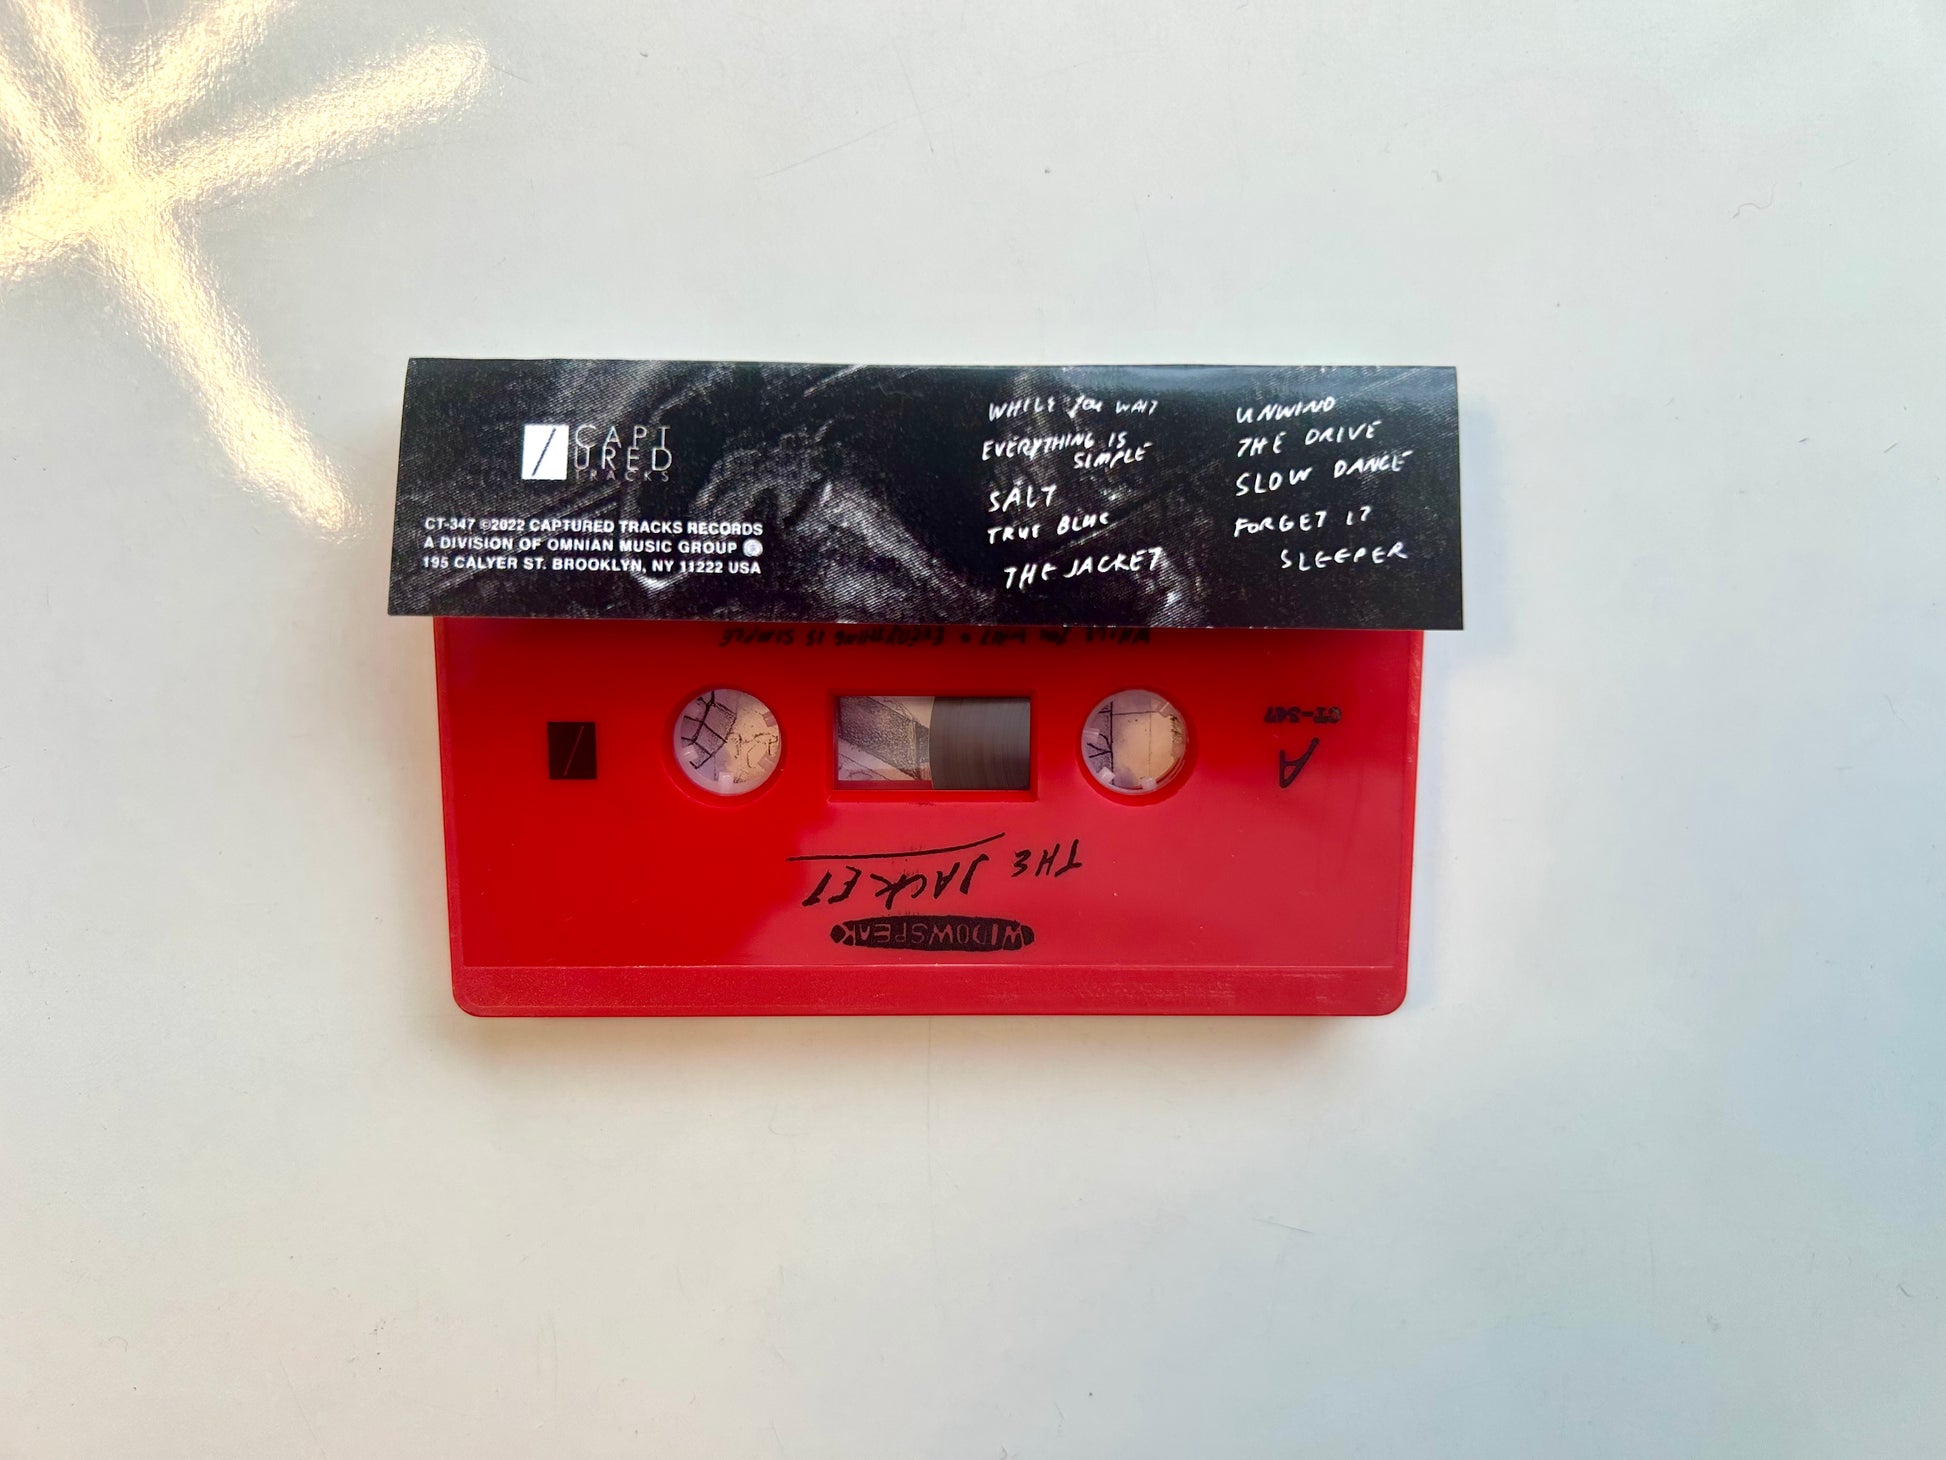 CAPT
URED
TRACKS
CT-347 ©2022 CAPTURED TRACKS RECORDS
A DIVISION OF OMNIAN MUSIC GROUP
195 CALYER ST. BROOKLYN, NY 11222 USA
WHILE YOU WAIT
EVERYTHING IS
SIMPLE
SALT
TRUE BLUE
THE JACKET
UNWIND
THE DRIVE
SLOW DANCE
FORGET IT
SLEEPER
WIDOWSPEAK
THE JACKET
A
CT-347
WHILE YOU WAIT • EVERYTHING IS SIMPLE